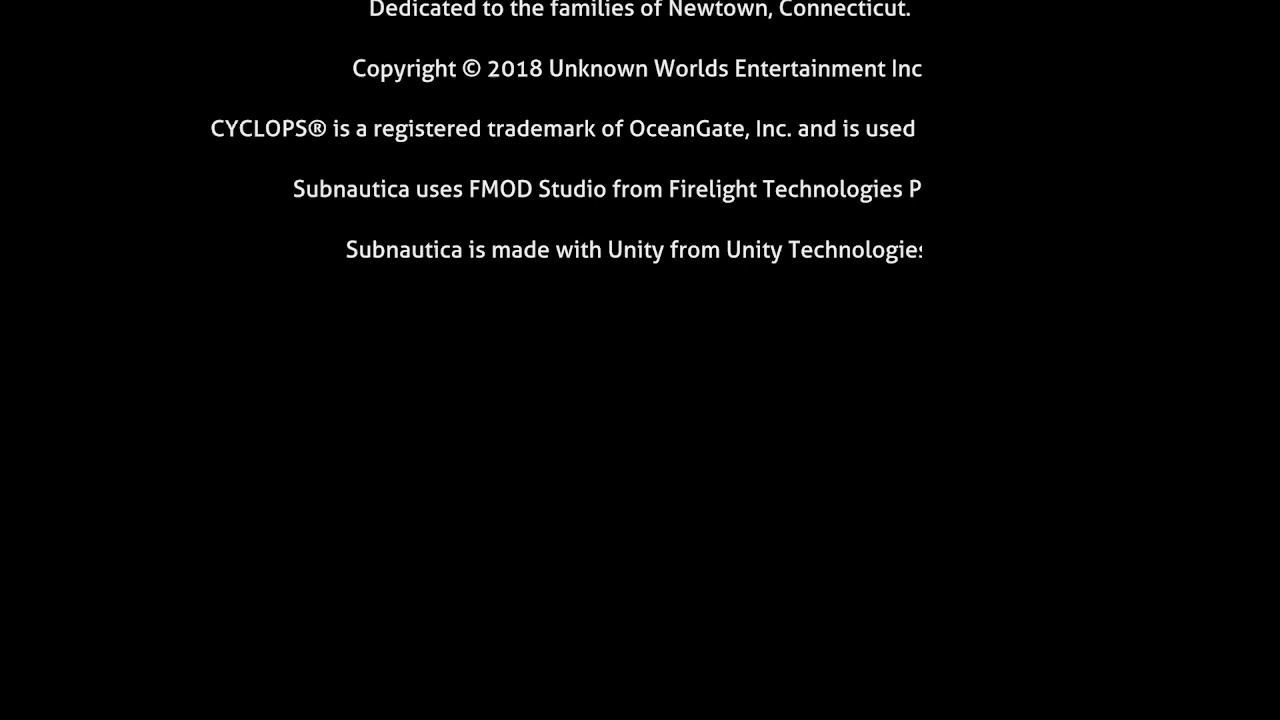 Dedicated to the families of Newtown, Connecticut.
Copyright © 2018 Unknown Worlds Entertainment Inc
CYCLOPS® is a registered trademark of OceanGate, Inc. and is used
Subnautica uses FMOD Studio from Firelight Technologies P
Subnautica is made with Unity from Unity Technologies